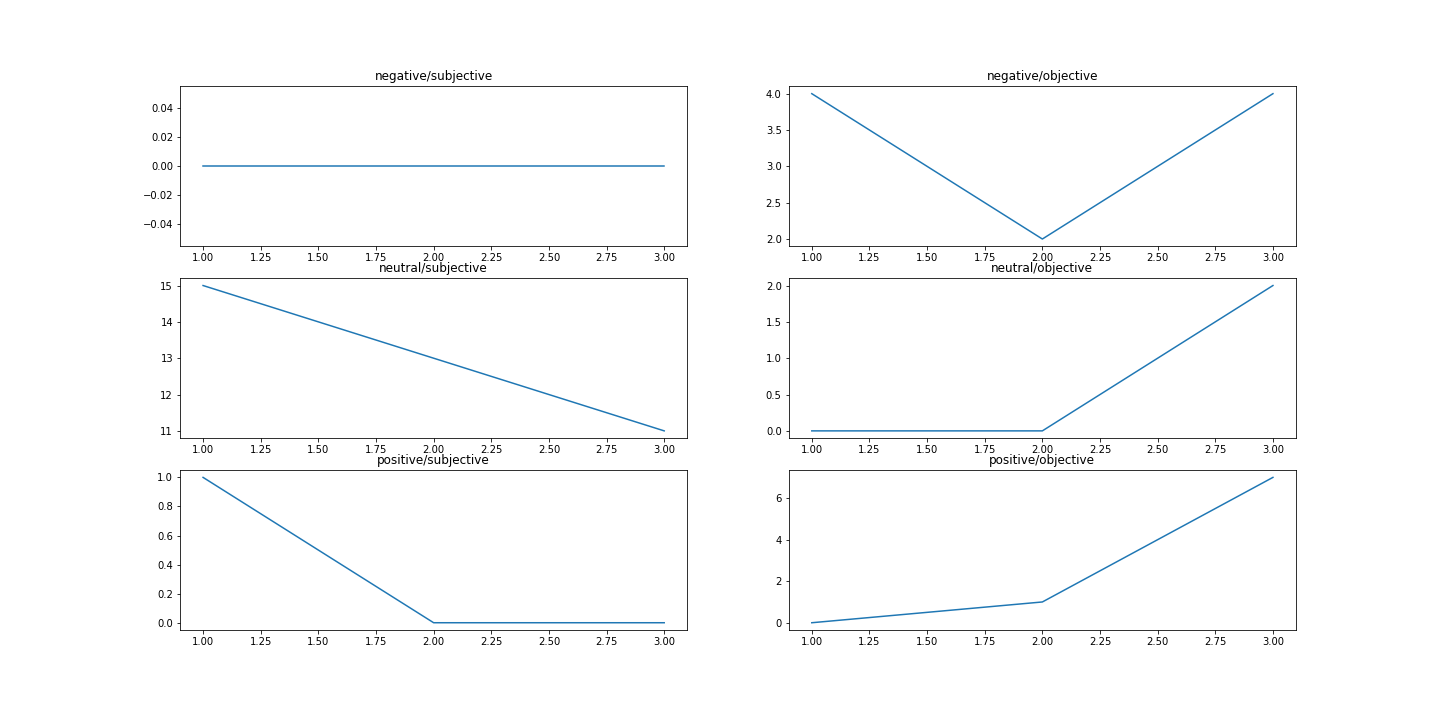 negative/subjective
0.04
0.02
0.00
−0.02
−0.04
1.00 1.25 1.50 1.75 2.00 2.25 2.50 2.75 3.00
negative/objective
4.0
3.5
3.0
2.5
2.0
1.00 1.25 1.50 1.75 2.00 2.25 2.50 2.75 3.00
neutral/subjective
15
14
13
12
11
1.00 1.25 1.50 1.75 2.00 2.25 2.50 2.75 3.00
neutral/objective
2.0
1.5
1.0
0.5
0.0
1.00 1.25 1.50 1.75 2.00 2.25 2.50 2.75 3.00
positive/subjective
1.0
0.8
0.6
0.4
0.2
0.0
1.00 1.25 1.50 1.75 2.00 2.25 2.50 2.75 3.00
positive/objective
6
4
2
0
1.00 1.25 1.50 1.75 2.00 2.25 2.50 2.75 3.00